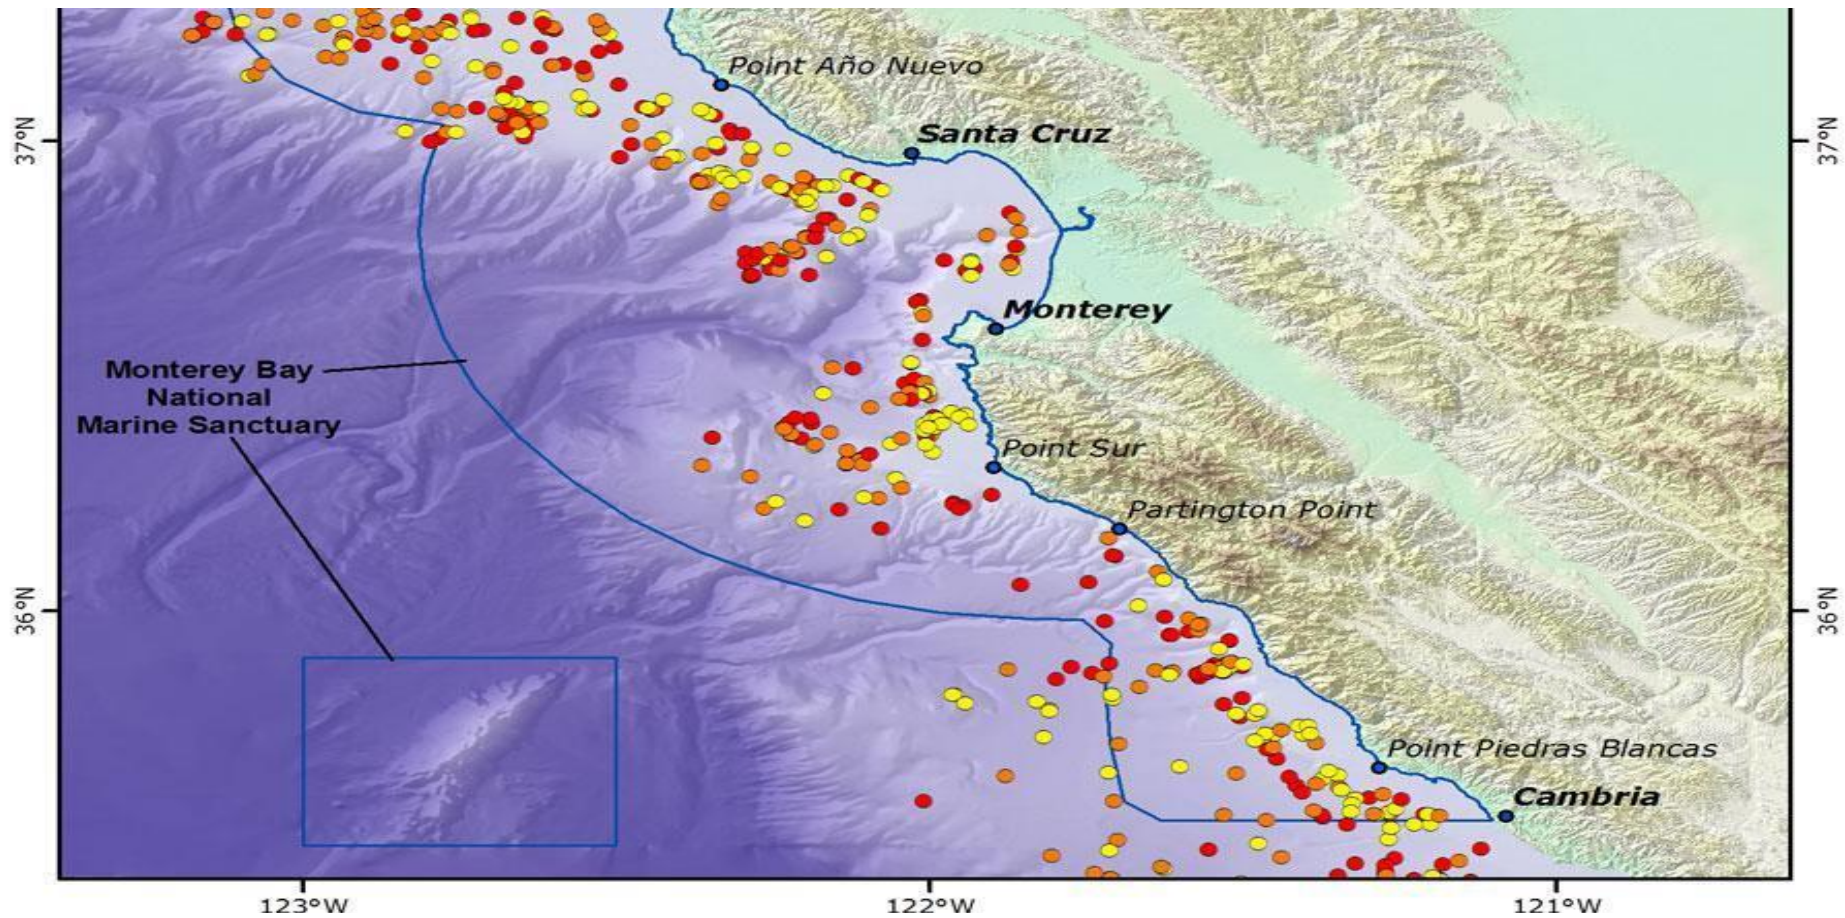 Point Año Nuevo
37°N
37°N
Santa Cruz
Monterey
Monterey Bay
National
Marine Sanctuary
Point Sur
Partington Point
36°N
36°N
Point Piedras Blancas
Cambria
123°W
122°W
121°W